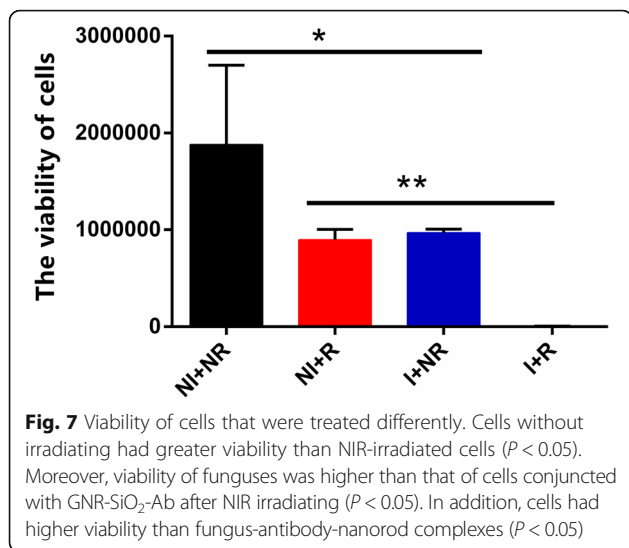 3000000
*
2000000
**
1000000
0
The viability of cells
NI+NR
NI+R
I+NR
I+R
Fig. 7 Viability of cells that were treated differently. Cells without
irradiating had greater viability than NIR-irradiated cells (P < 0.05).
Moreover, viability of funguses was higher than that of cells conjuncted
with GNR-SiO₂-Ab after NIR irradiating (P < 0.05). In addition, cells had
higher viability than fungus-antibody-nanorod complexes (P < 0.05)